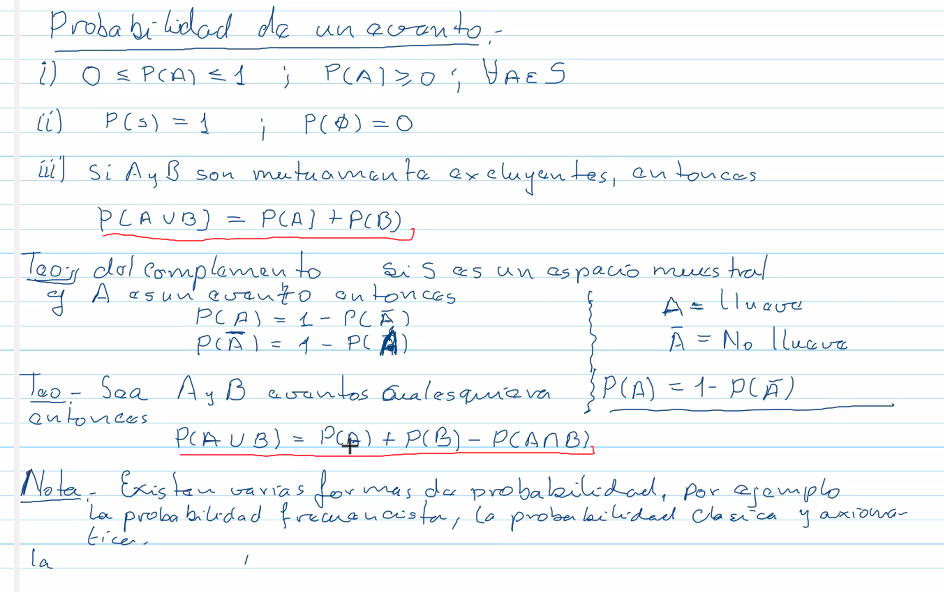 Probabilidad de un evento.-
i) 0 ≤ P(A) ≤ 1 ; P(A) ≥ 0 ; ∀A∈S
ii) P(s) = 1 ; P(∅) = 0
iii) Si A y B son mutuamente excluyentes, entonces
P(A ∪ B) = P(A) + P(B),
Teo. del complemento Si S es un espacio muestral
y A es un evento entonces
P(A) = 1 - P(Ā)
P(Ā) = 1 - P(A)
A = llueve
Ā = No llueve
P(A) = 1 - P(Ā)
Teo - Sea A y B eventos cualesquiera
entonces
P(A ∪ B) = P(A) + P(B) - P(A∩B),
Nota.- Existen varias formas de probabilidad, por ejemplo
la probabilidad frecuencista, la probabilidad clasica y axioma-
tica.
la